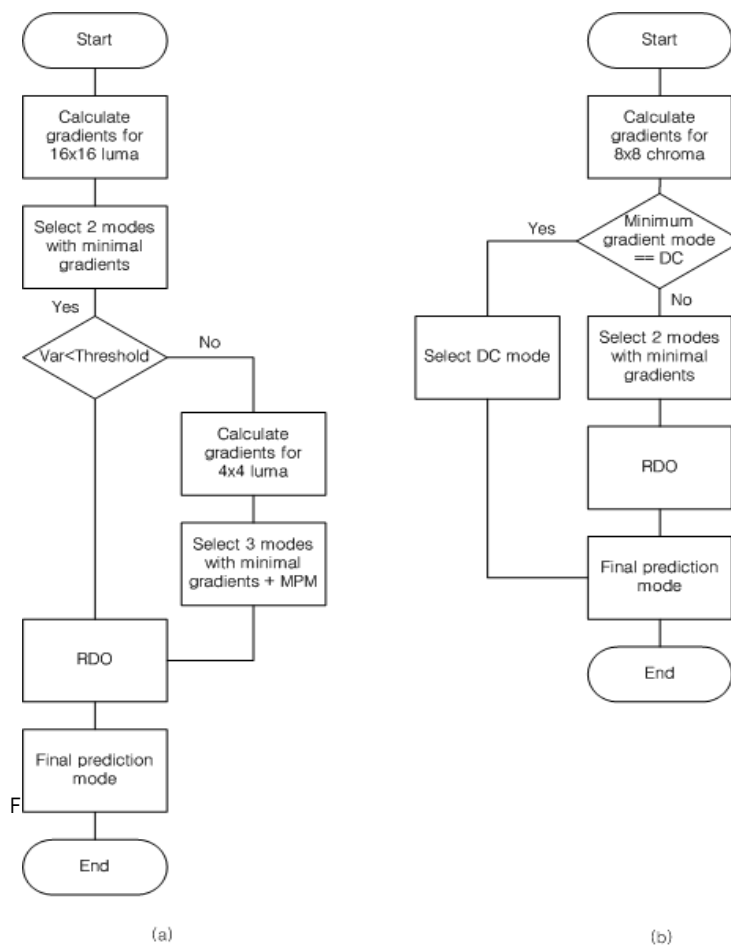 Start
Calculate
gradients for
16x16 luma
Select 2 modes
with minimal
gradients
Yes
Var<Threshold
No
Calculate
gradients for
4x4 luma
Select 3 modes
with minimal
gradients + MPM
RDO
Final prediction
mode
F
End
(a)
Start
Calculate
gradients for
8x8 chroma
Minimum
gradient mode
== DC
Yes
No
Select DC mode
Select 2 modes
with minimal
gradients
RDO
Final prediction
mode
End
(b)